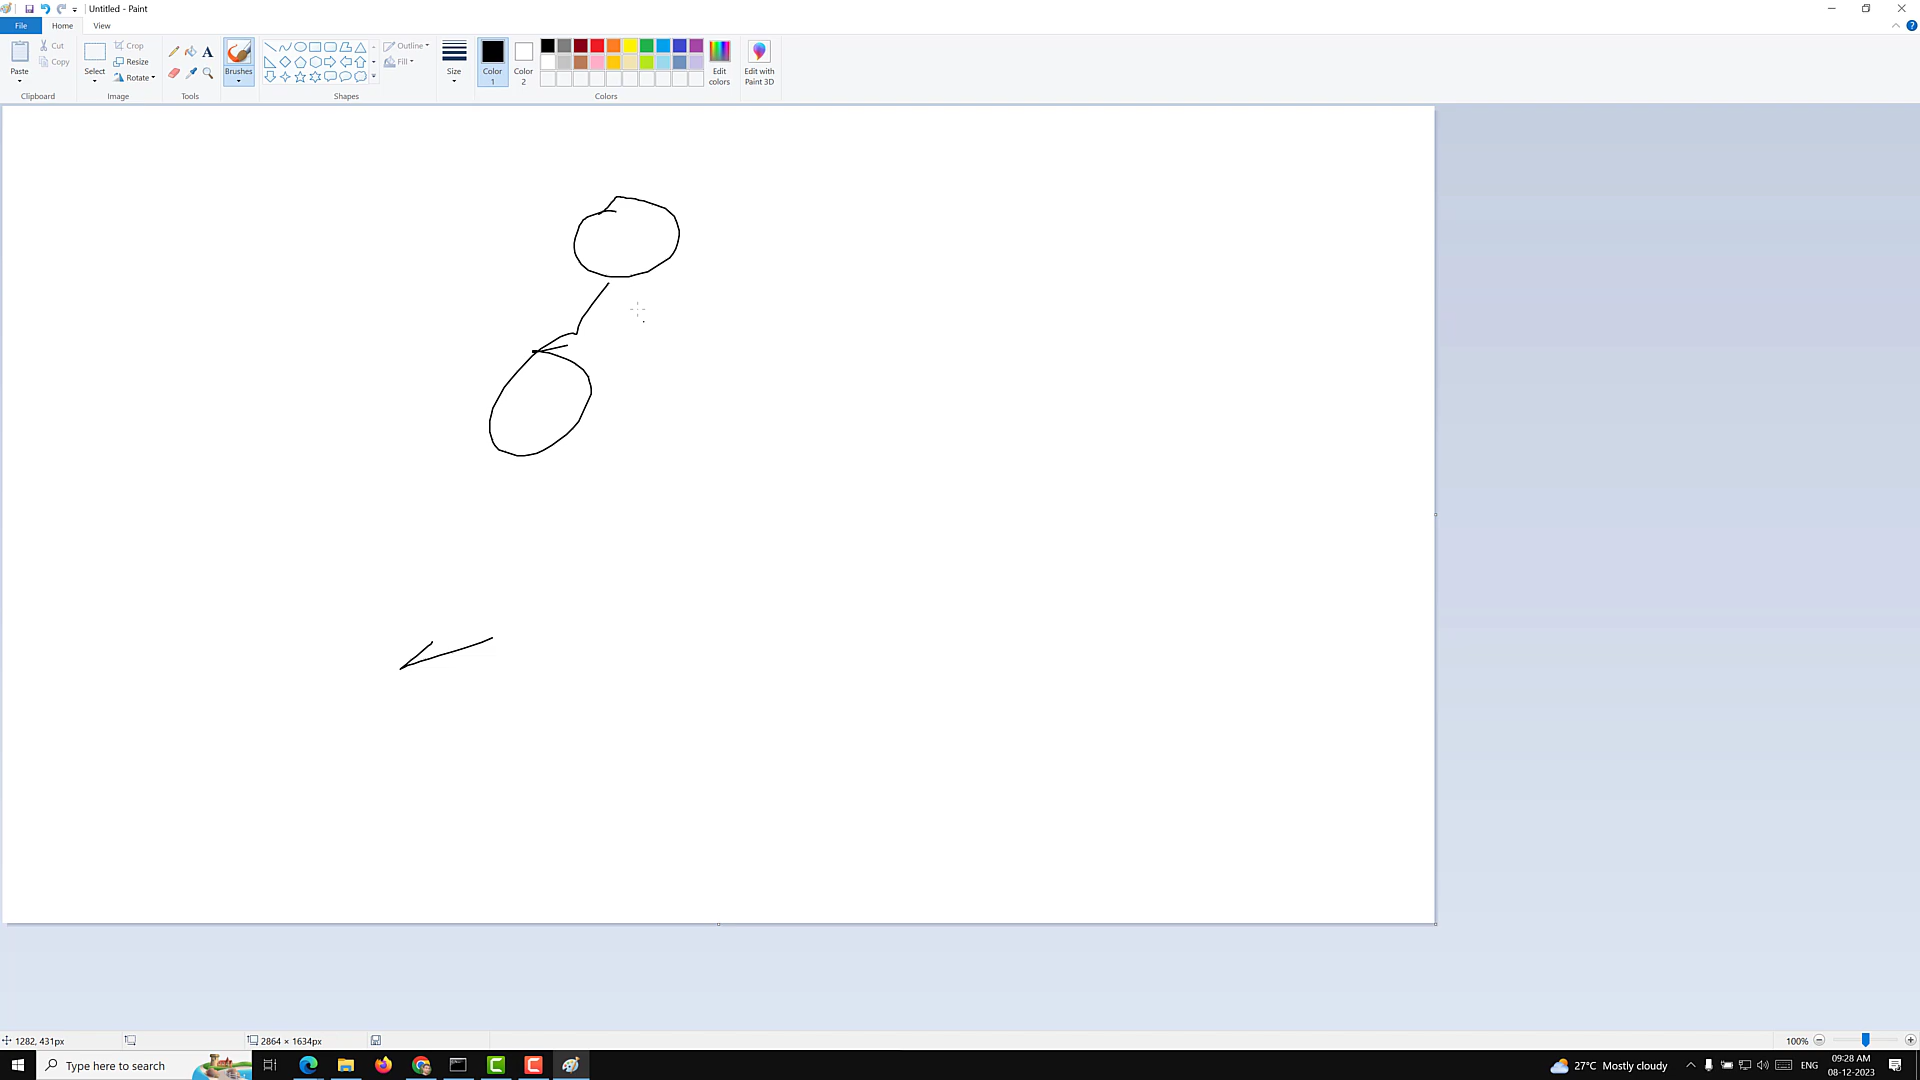 Untitled - Paint
File Home View
Paste
Cut
Copy
Clipboard
Select
Crop
Resize
Rotate
Image
A
Tools
Brushes
Outline
Fill
Shapes
Size
Color 1
Color 2
Edit colors
Colors
Edit with Paint 3D
1282, 431px
2864 × 1634px
100%
Type here to search
27°C Mostly cloudy
ENG
09:28 AM
08-12-2023